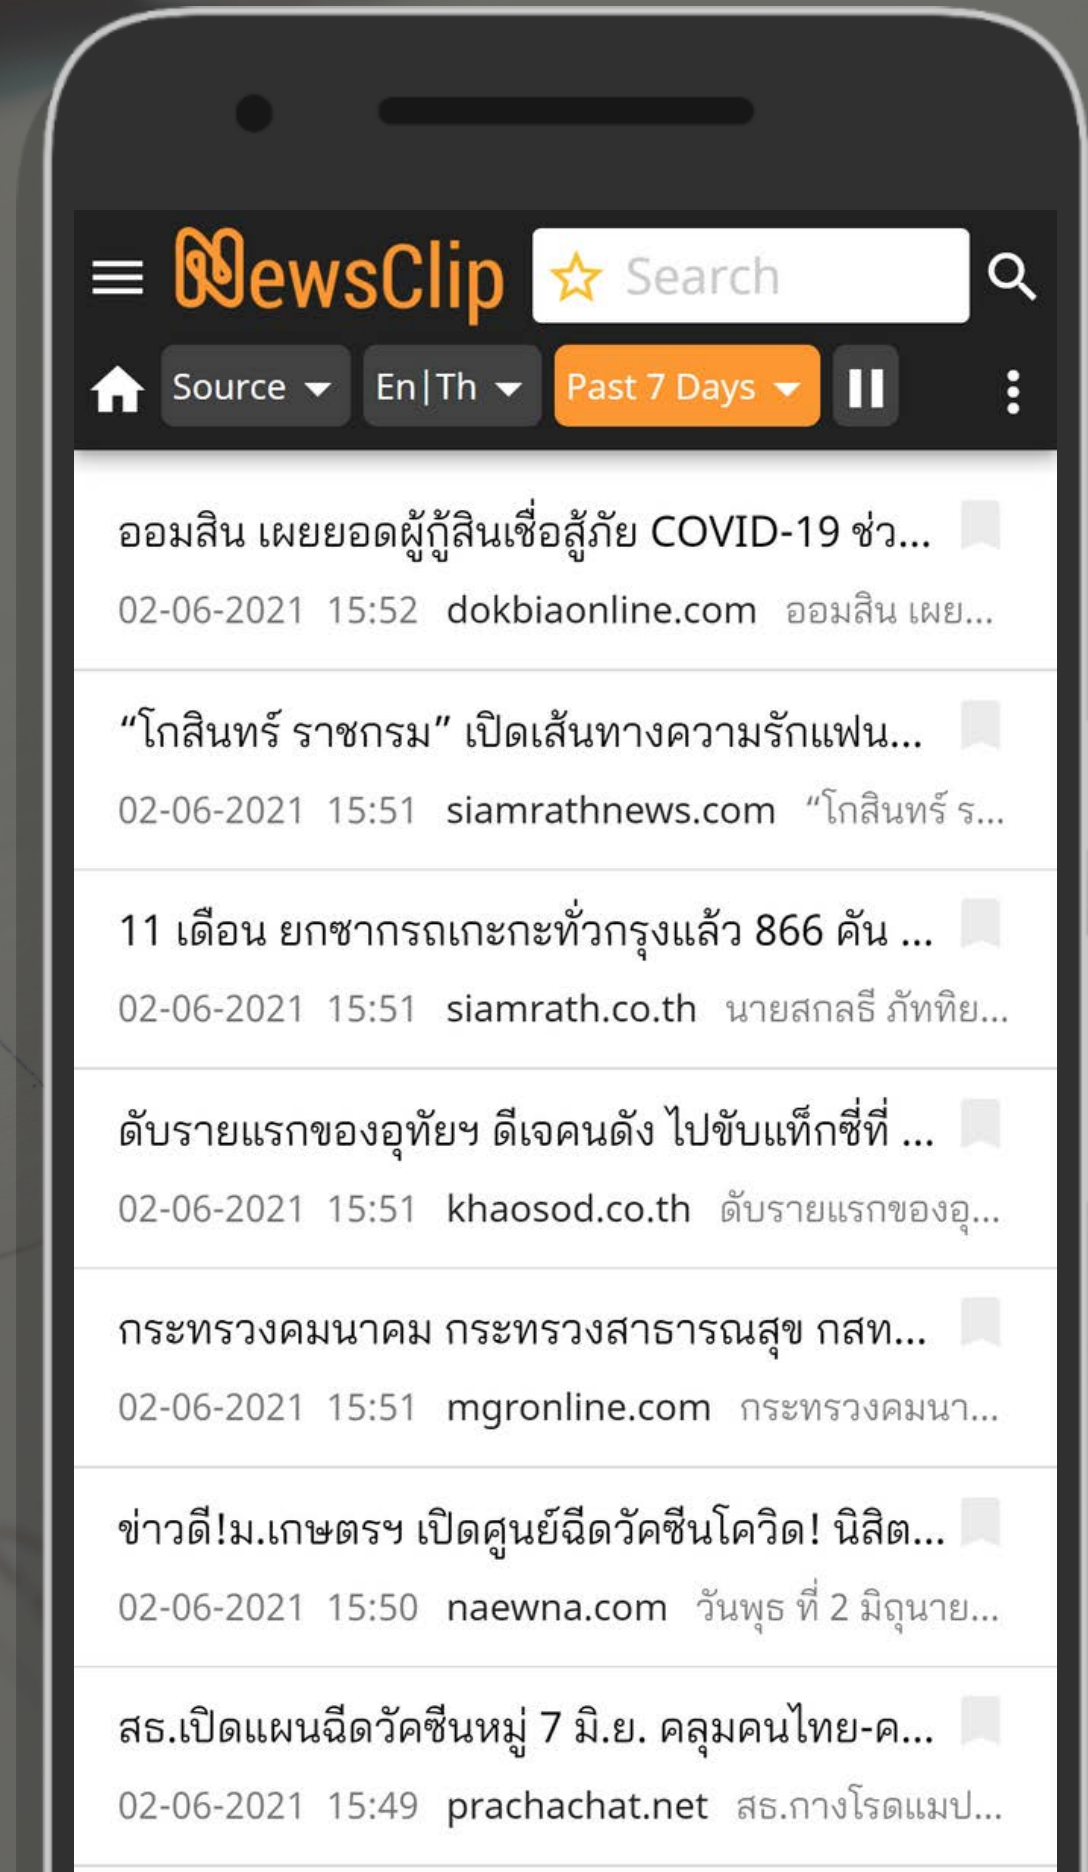 NewsClip Search
Source En|Th Past 7 Days
ออมสิน เผยยอดผู้กู้สินเชื่อสู้ภัย COVID-19 ช่ว...
02-06-2021 15:52 dokbiaonline.com ออมสิน เผย...
“โกสินทร์ ราชกรม” เปิดเส้นทางความรักแฟน...
02-06-2021 15:51 siamrathnews.com “โกสินทร์ ร...
11 เดือน ยกซากรถเกะกะทั่วกรุงแล้ว 866 คัน ...
02-06-2021 15:51 siamrath.co.th นายสกลธี ภัททิย...
ดับรายแรกของอุทัยฯ ดีเจคนดัง ไปขับแท็กซี่ที่ ...
02-06-2021 15:51 khaosod.co.th ดับรายแรกของอุ...
กระทรวงคมนาคม กระทรวงสาธารณสุข กสท...
02-06-2021 15:51 mgronline.com กระทรวงคมนา...
ข่าวดี!ม.เกษตรฯ เปิดศูนย์ฉีดวัคซีนโควิด! นิสิต...
02-06-2021 15:50 naewna.com วันพุธ ที่ 2 มิถุนาย...
สธ.เปิดแผนฉีดวัคซีนหมู่ 7 มิ.ย. คลุมคนไทย-ค...
02-06-2021 15:49 prachachat.net สธ.กางโรดแมป...